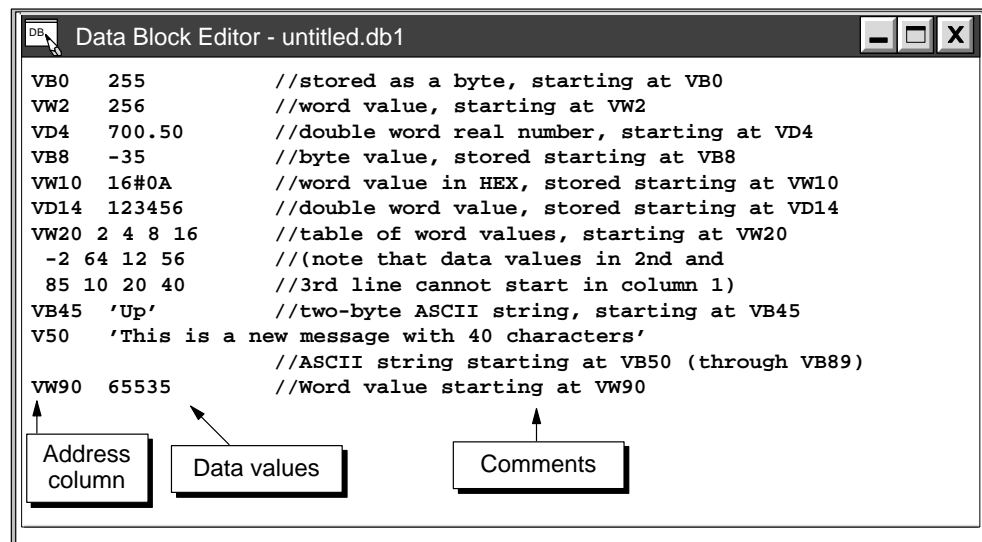 DB
Data Block Editor - untitled.db1
VB0 255 //stored as a byte, starting at VB0
VW2 256 //word value, starting at VW2
VD4 700.50 //double word real number, starting at VD4
VB8 -35 //byte value, stored starting at VB8
VW10 16#0A //word value in HEX, stored starting at VW10
VD14 123456 //double word value, stored starting at VD14
VW20 2 4 8 16 //table of word values, starting at VW20
-2 64 12 56 //(note that data values in 2nd and
85 10 20 40 //3rd line cannot start in column 1)
VB45 ’Up’ //two-byte ASCII string, starting at VB45
V50 ’This is a new message with 40 characters’
//ASCII string starting at VB50 (through VB89)
VW90 65535 //Word value starting at VW90
Address
column
Data values
Comments